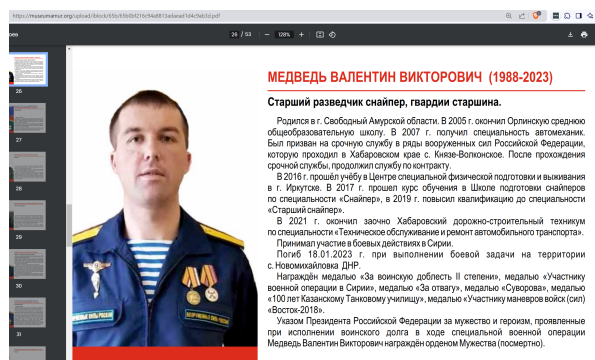 https://museumamur.org/upload/iblock/65b/65b0bf216c94a8813adaeaad1d4c9ab3d.pdf
26 / 53
128%
26
27
28
29
30
31
МЕДВЕДЬ ВАЛЕНТИН ВИКТОРОВИЧ (1988-2023)
Старший разведчик снайпер, гвардии старшина.
Родился в г. Свободный Амурской области. В 2005 г. окончил Орлинскую среднюю
общеобразовательную школу. В 2007 г. получил специальность автомеханик.
Был призван на срочную службу в ряды вооруженных сил Российской Федерации,
которую проходил в Хабаровском крае с. Князе-Волконское. После прохождения
срочной службы, продолжил службу по контракту.
В 2016 г. прошёл учёбу в Центре специальной физической подготовки и выживания
в г. Иркутске. В 2017 г. прошел курс обучения в Школе подготовки снайперов
по специальности «Снайпер», в 2019 г. повысил квалификацию до специальности
«Старший снайпер».
В 2021 г. окончил заочно Хабаровский дорожно-строительный техникум
по специальности «Техническое обслуживание и ремонт автомобильного транспорта».
Принимал участие в боевых действиях в Сирии.
Погиб 18.01.2023 г. при выполнении боевой задачи на территории
с. Новомихайловка ДНР.
Награждён медалью «За воинскую доблесть II степени», медалью «Участнику
военной операции в Сирии», медалью «За отвагу», медалью «Суворова», медалью
«100 лет Казанскому Танковому училищу», медалью «Участнику маневров войск (сил)
«Восток-2018».
Указом Президента Российской Федерации за мужество и героизм, проявленные
при исполнении воинского долга в ходе специальной военной операции
Медведь Валентин Викторович награждён орденом Мужества (посмертно).